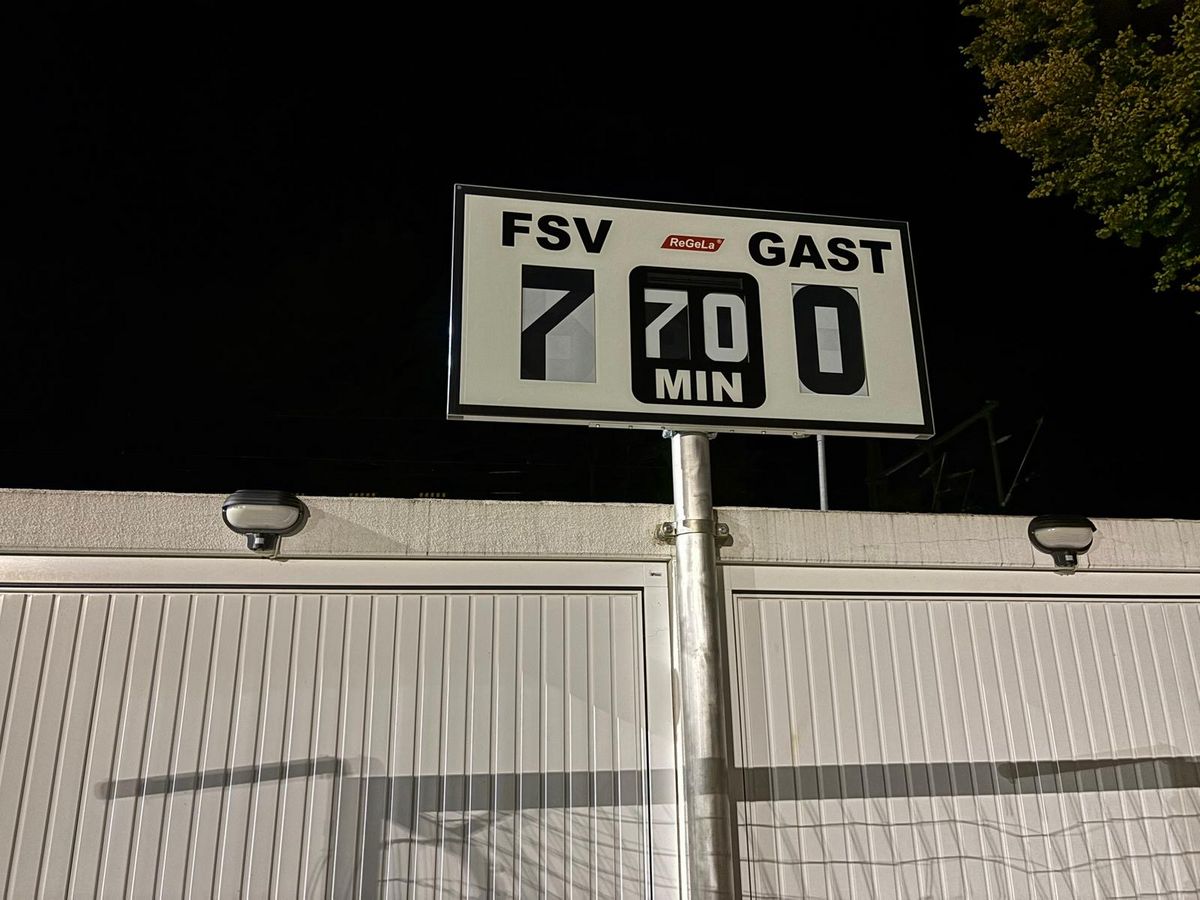 FSV ReGeLa® GAST
7 70 0
MIN